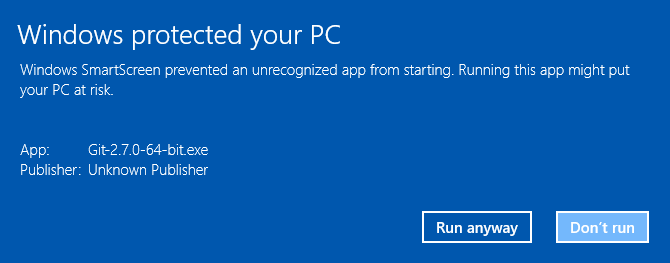 Windows protected your PC
Windows SmartScreen prevented an unrecognized app from starting. Running this app might put
your PC at risk.
App: Git-2.7.0-64-bit.exe
Publisher: Unknown Publisher
Run anyway Don't run